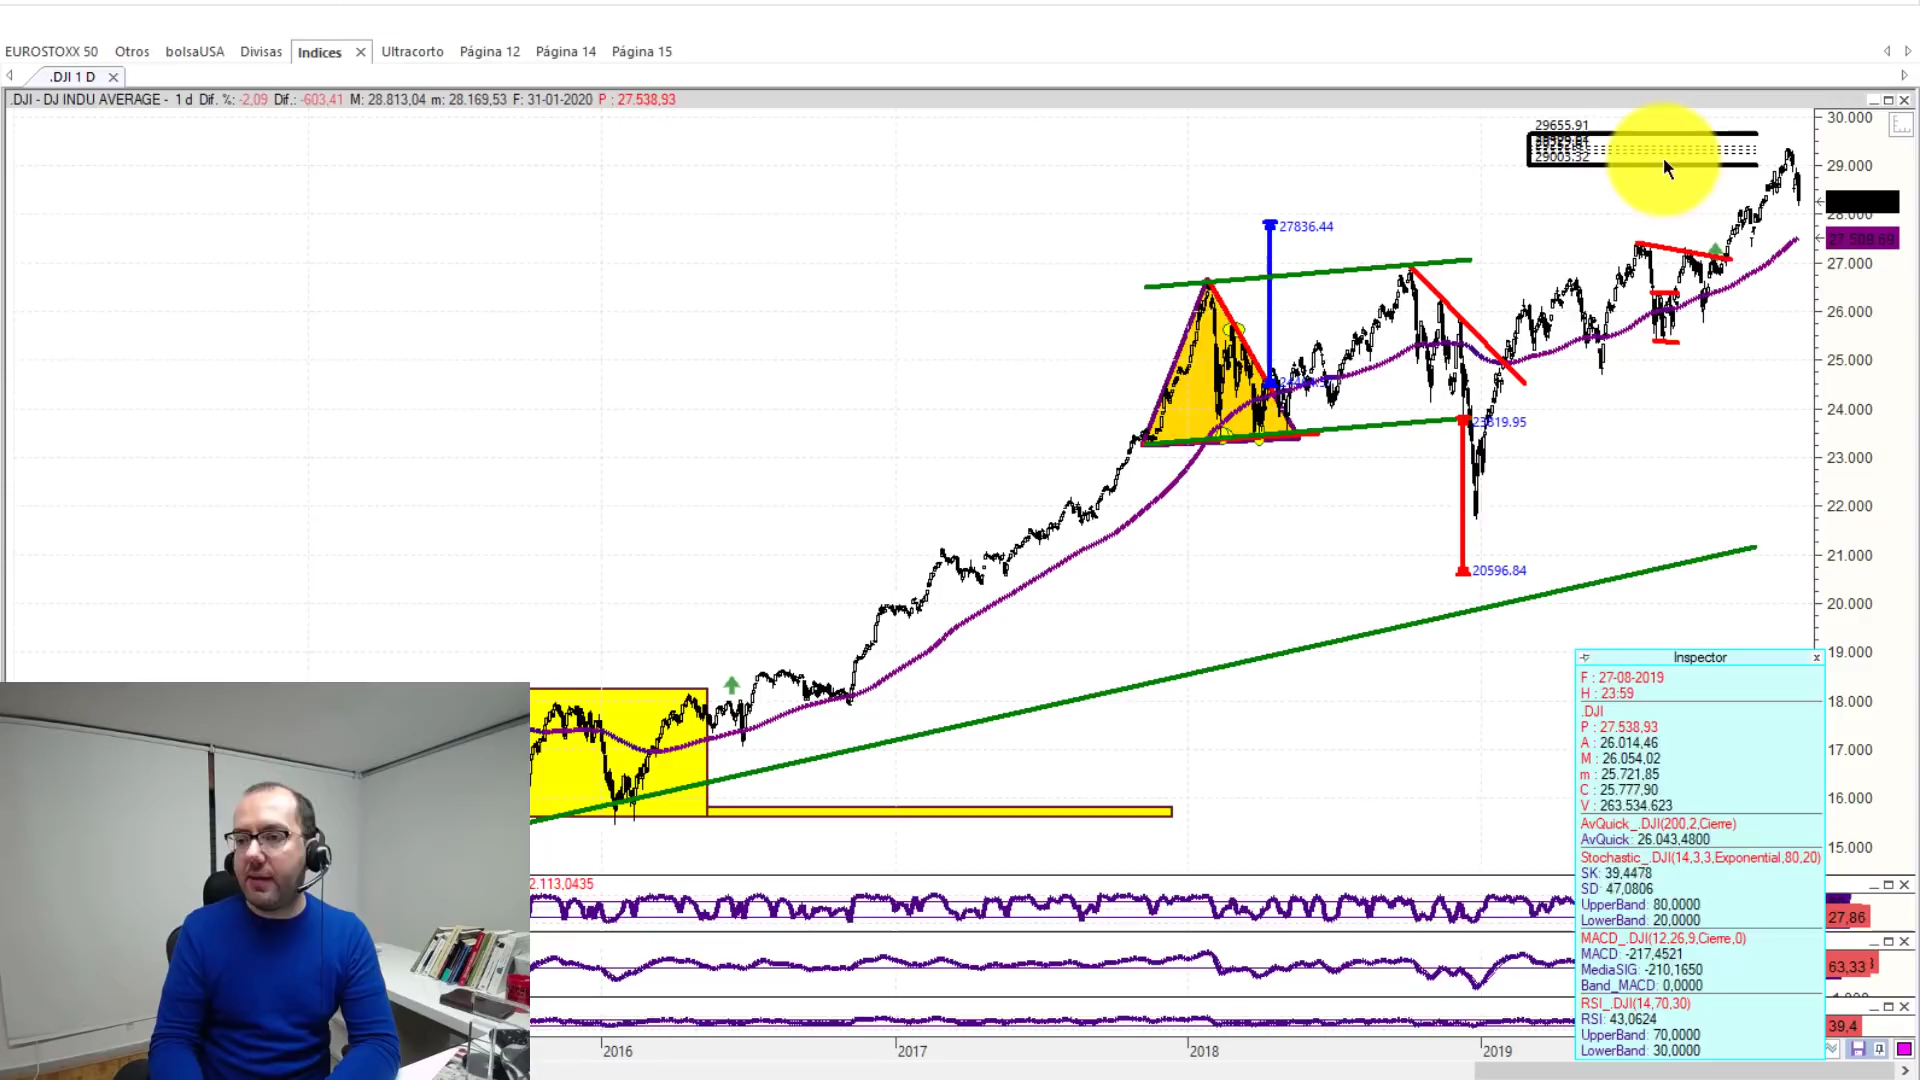 EUROSTOXX 50 Otros bolsaUSA Divisas Indices Ultracorto Página 12 Página 14 Página 15
.DJI 1 D
.DJI - DJ INDU AVERAGE - 1 d Dif. %: -2,09 Dif.: -603,41 M: 28.813,04 m: 28.169,53 F: 31-01-2020 P : 27.538,93
30.000
29655.91
29003.32
29.000
28.000
27836.44
27.509,69
27.000
26.000
25.000
24.000
23819.95
23.000
22.000
21.000
20596.84
20.000
19.000
18.000
17.000
16.000
15.000
Inspector
F : 27-08-2019
H : 23:59
.DJI
P : 27.538,93
A : 26.014,46
M : 26.054,02
m : 25.721,85
C : 25.777,90
V : 263.534.623
AvQuick_.DJI(200,2,Cierre)
AvQuick: 26.043,4800
Stochastic_.DJI(14,3,3,Exponential,80,20)
SK: 39,4478
SD: 47,0806
UpperBand: 80,0000
LowerBand: 20,0000
MACD_.DJI(12,26,9,Cierre,0)
MACD: -217,4521
MediaSIG: -210,1650
Band_MACD: 0,0000
RSI_.DJI(14,70,30)
RSI: 43,0624
UpperBand: 70,0000
LowerBand: 30,0000
2.113,0435
27,86
63,33
39,4
2016 2017 2018 2019